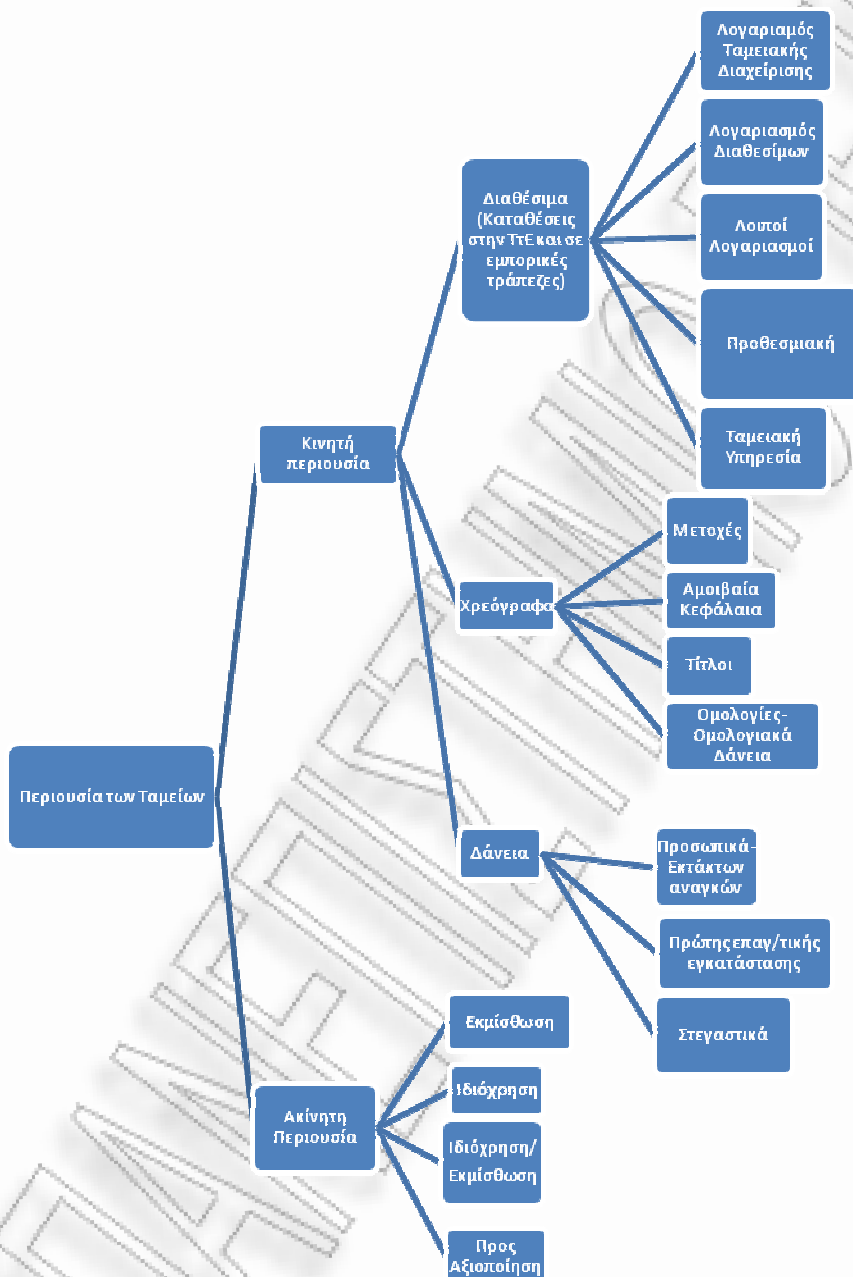 Λογαριαμός
Ταμειακής
Διαχείρισης
Λογαριασμός
Διαθεσίμων
Διαθέσιμα
(Καταθέσεις
στην ΤτΕ και σε
εμπορικές
τράπεζες)
Λοιποί
Λογαριασμοί
Προθεσμιακή
Ταμειακή
Υπηρεσία
Κινητή
περιουσία
Μετοχές
Χρεόγραφα
Αμοιβαία
Κεφάλαια
Τίτλοι
Ομολογίες-
Ομολογιακά
Δάνεια
Περιουσία των Ταμείων
Δάνεια
Προσωπικά-
Εκτάκτων
αναγκών
Πρώτης επαγ/τικής
εγκατάστασης
Στεγαστικά
Εκμίσθωση
Ακίνητη
Περιουσία
Ιδιόχρηση
Ιδιόχρηση/
Εκμίσθωση
Προς
Αξιοποίηση